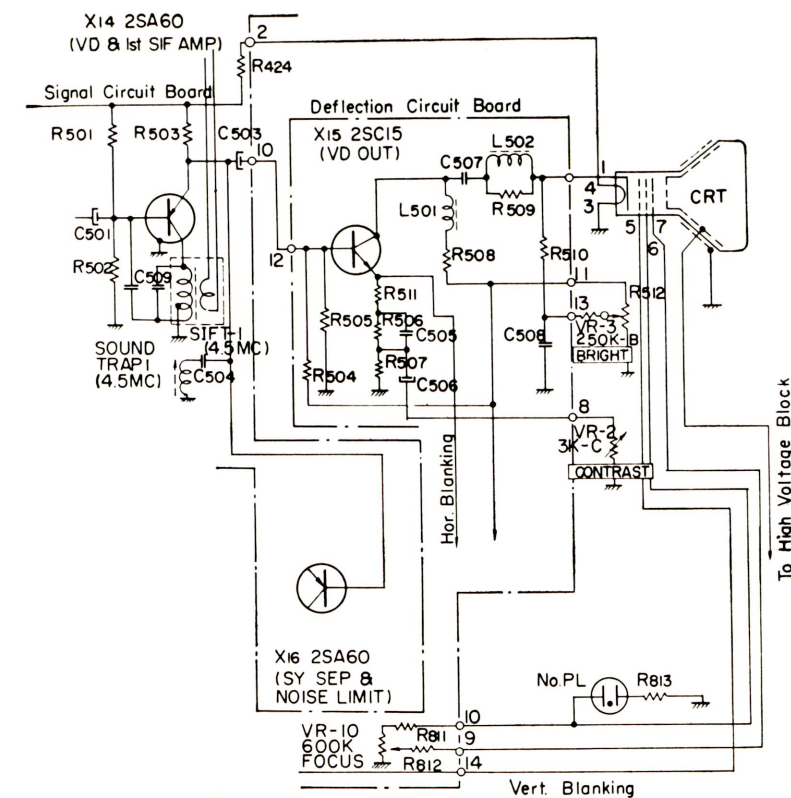 X14 2SA60
(VD & 1st SIF AMP)
2
R424
Signal Circuit Board
Deflection Circuit Board
R501
R503
C503
10
X15 2SC15
(VD OUT)
C507
L502
R509
1
4
3
CRT
5
6
7
C501
R502
C509
12
L501
R508
R510
11
R511
R505
R506
C505
13
R512
VR-3
250K-B
BRIGHT
C508
SIFT-1
(4.5MC)
SOUND
TRAP1
(4.5MC)
C504
R504
R507
C506
8
VR-2
3K-C
CONTRAST
Hor. Blanking
To High Voltage Block
X16 2SA60
(SY SEP &
NOISE LIMIT)
No.PL
R813
VR-10
600K
FOCUS
R811
R812
10
9
14
Vert. Blanking